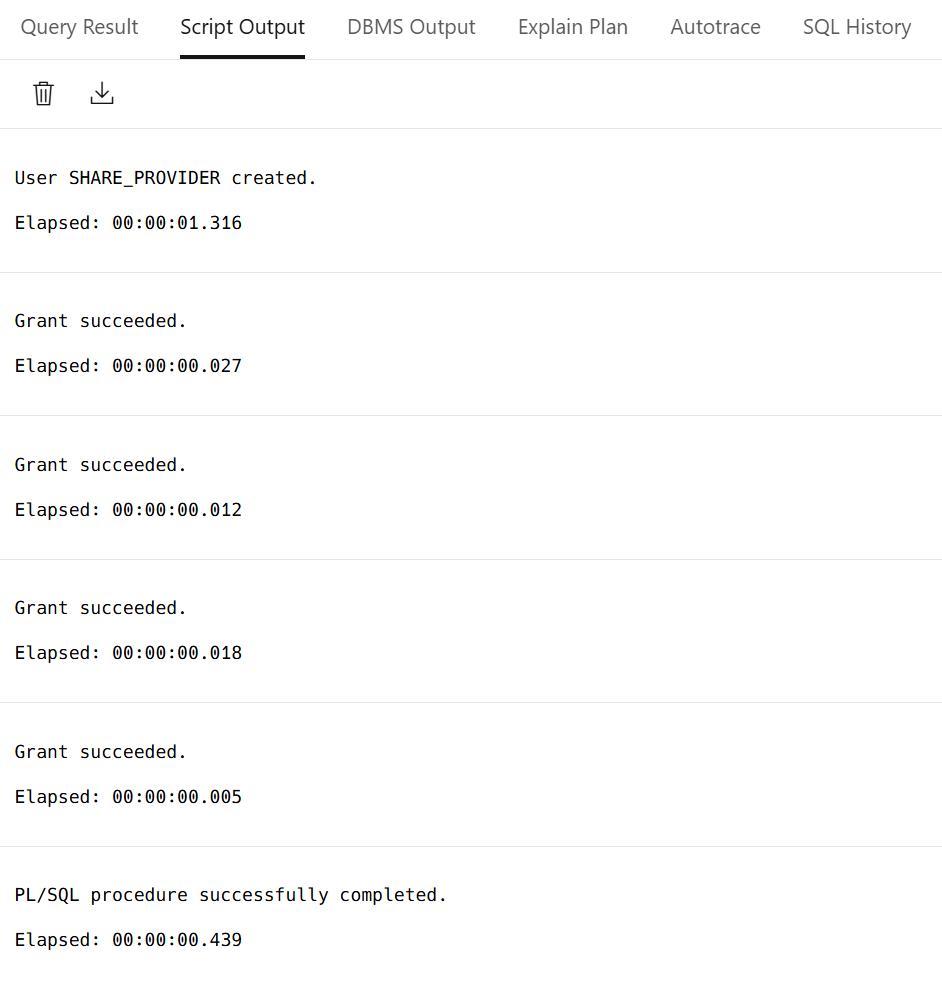 Query Result Script Output DBMS Output Explain Plan Autotrace SQL History
User SHARE_PROVIDER created.
Elapsed: 00:00:01.316
Grant succeeded.
Elapsed: 00:00:00.027
Grant succeeded.
Elapsed: 00:00:00.012
Grant succeeded.
Elapsed: 00:00:00.018
Grant succeeded.
Elapsed: 00:00:00.005
PL/SQL procedure successfully completed.
Elapsed: 00:00:00.439